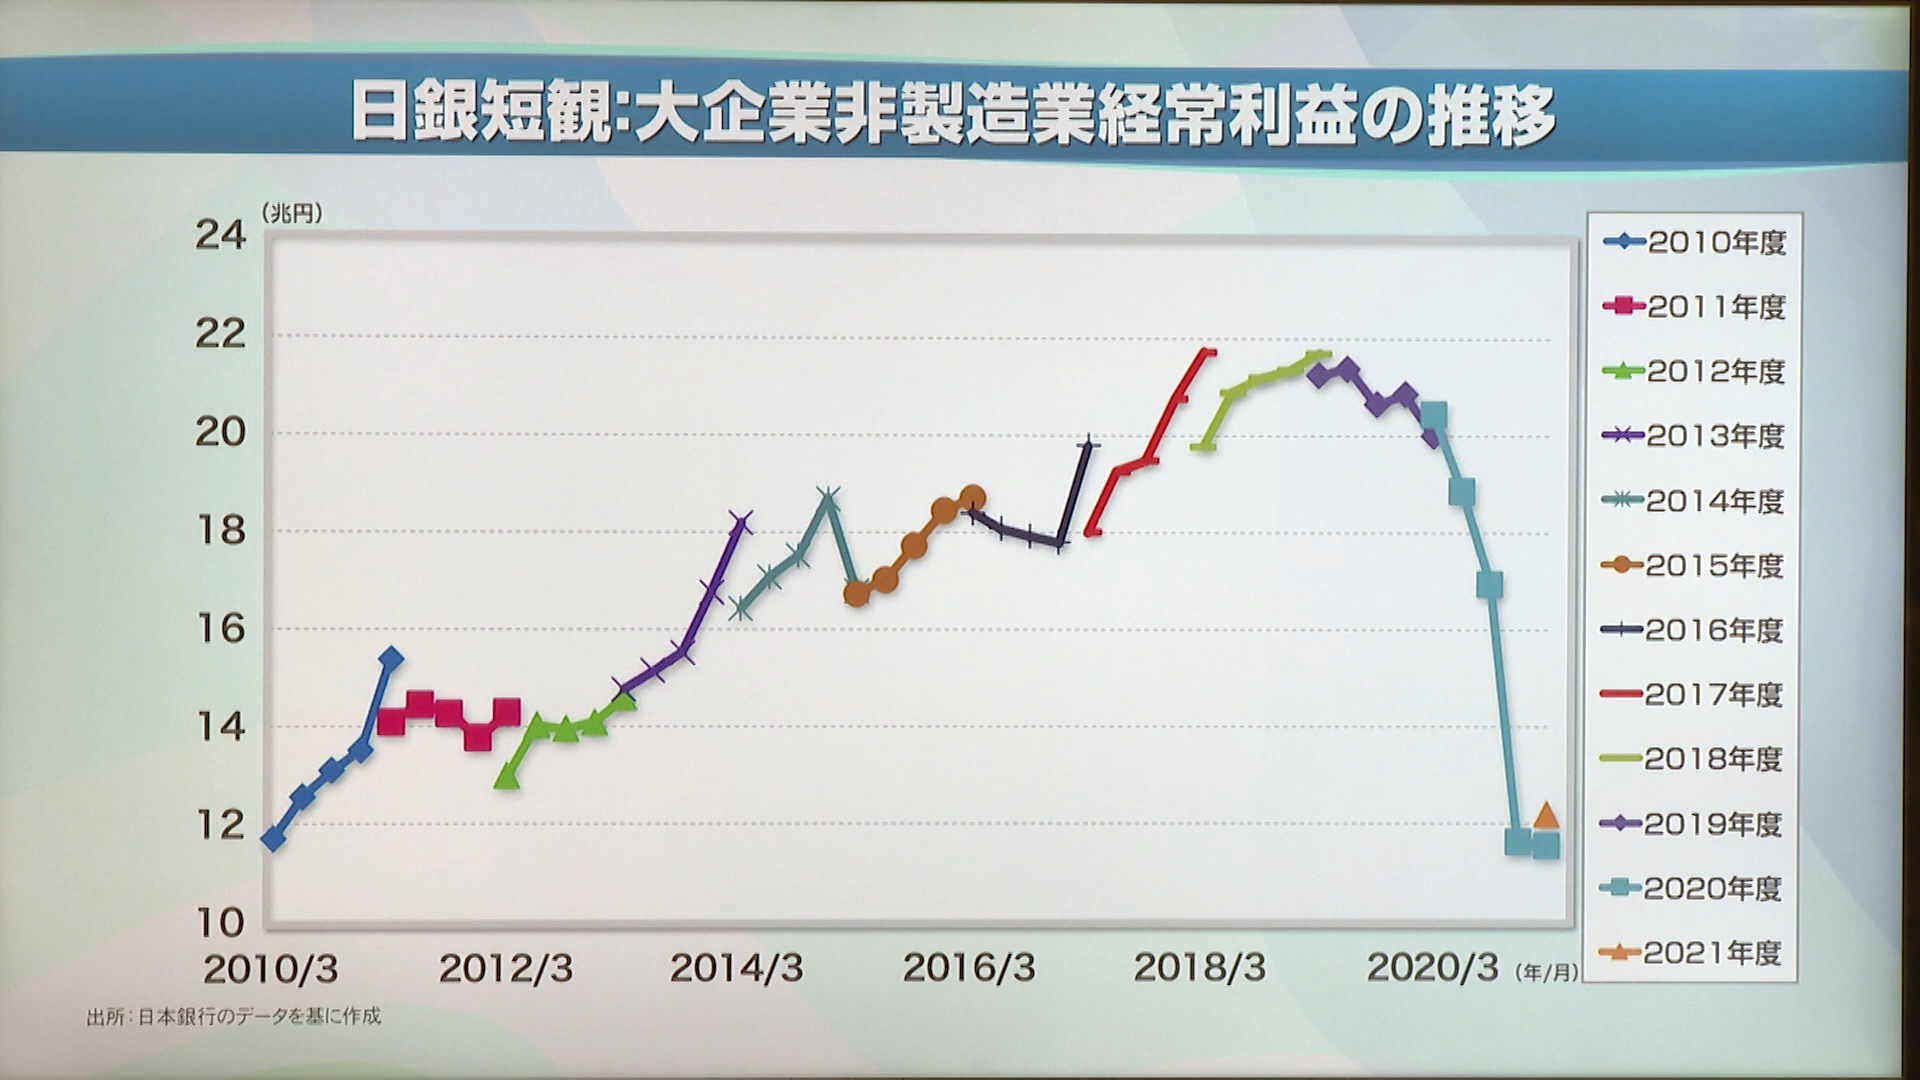 日銀短観:大企業非製造業経常利益の推移
(兆円)
24
22
20
18
16
14
12
10
2010/3
2012/3
2014/3
2016/3
2018/3
2020/3
(年/月)
2010年度
2011年度
2012年度
2013年度
2014年度
2015年度
2016年度
2017年度
2018年度
2019年度
2020年度
2021年度
出所:日本銀行のデータを基に作成